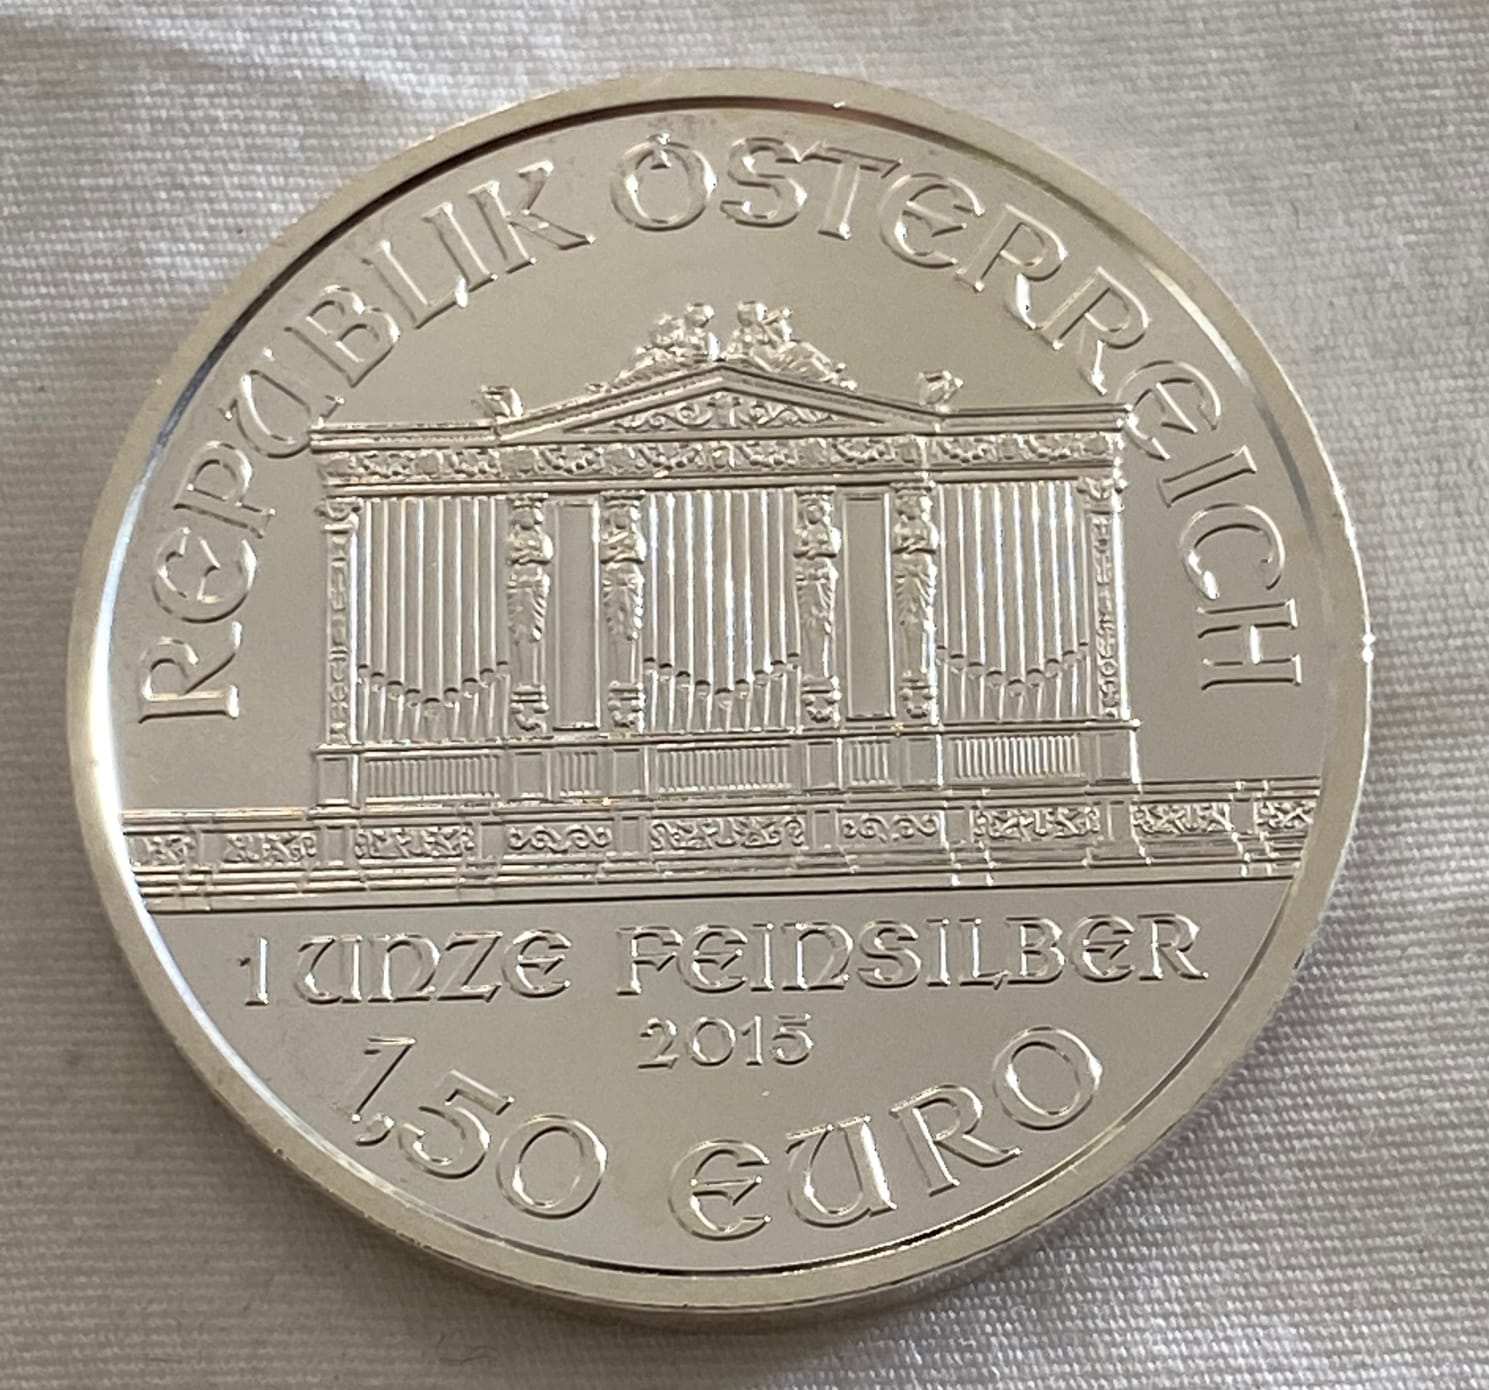 REPUBLIK ÖSTERREICH
1 UNZE FEINSILBER
2015
1,50 EURO